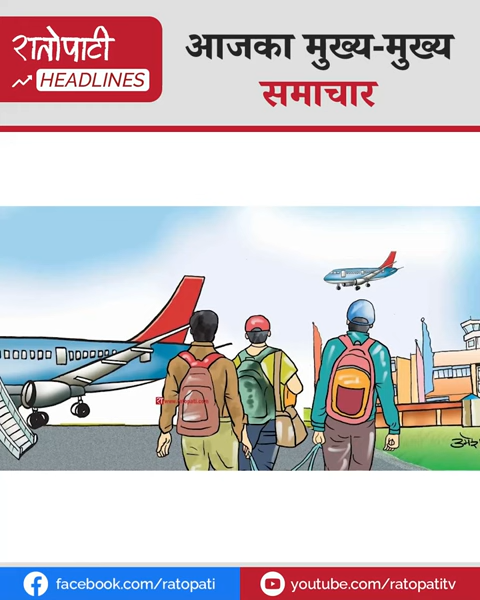 रातोपाटी
HEADLINES
आजका मुख्य-मुख्य
समाचार
facebook.com/ratopati
youtube.com/ratopatitv